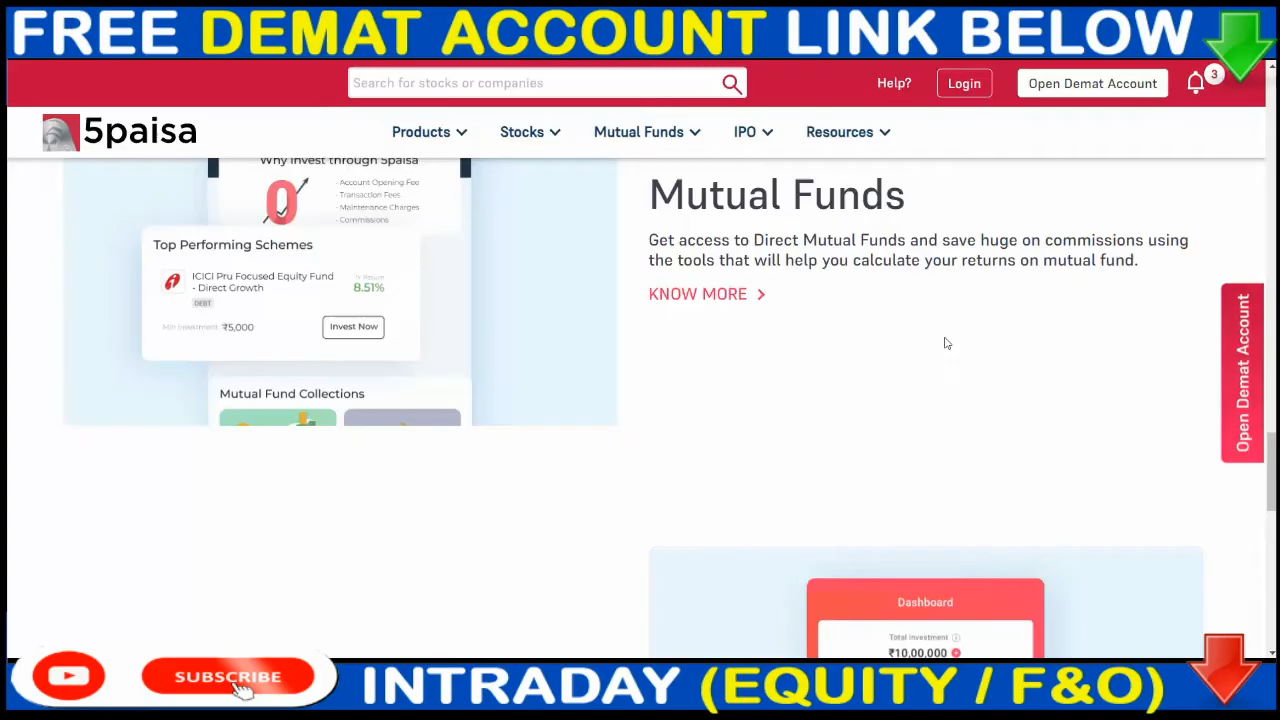 FREE DEMAT ACCOUNT LINK BELOW
Search for stocks or companies
Help?
Login
Open Demat Account
3
5paisa
Products
Stocks
Mutual Funds
IPO
Resources
Why invest through 5paisa
0
- Account Opening Fee
- Transaction Fees
- Maintenance Charges
- Commissions
Top Performing Schemes
ICICI Pru Focused Equity Fund
- Direct Growth
1Y Return
8.51%
DEBT
Min Investment ₹5,000
Invest Now
Mutual Fund Collections
Mutual Funds
Get access to Direct Mutual Funds and save huge on commissions using
the tools that will help you calculate your returns on mutual fund.
KNOW MORE
Open Demat Account
Dashboard
Total Investment
₹10,00,000
SUBSCRIBE
INTRADAY (EQUITY / F&O)